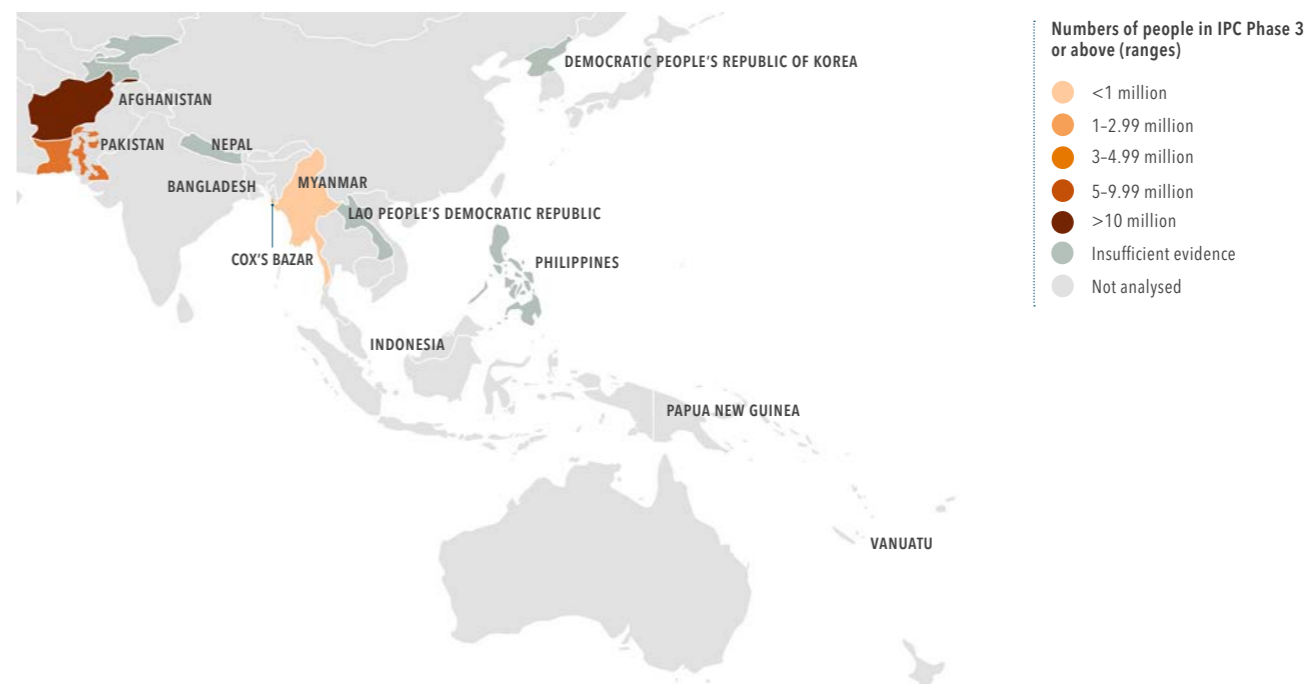 DEMOCRATIC PEOPLE'S REPUBLIC OF KOREA
AFGHANISTAN
PAKISTAN
NEPAL
BANGLADESH
MYANMAR
LAO PEOPLE'S DEMOCRATIC REPUBLIC
COX'S BAZAR
PHILIPPINES
INDONESIA
PAPUA NEW GUINEA
VANUATU
Numbers of people in IPC Phase 3
or above (ranges)
<1 million
1–2.99 million
3–4.99 million
5–9.99 million
>10 million
Insufficient evidence
Not analysed